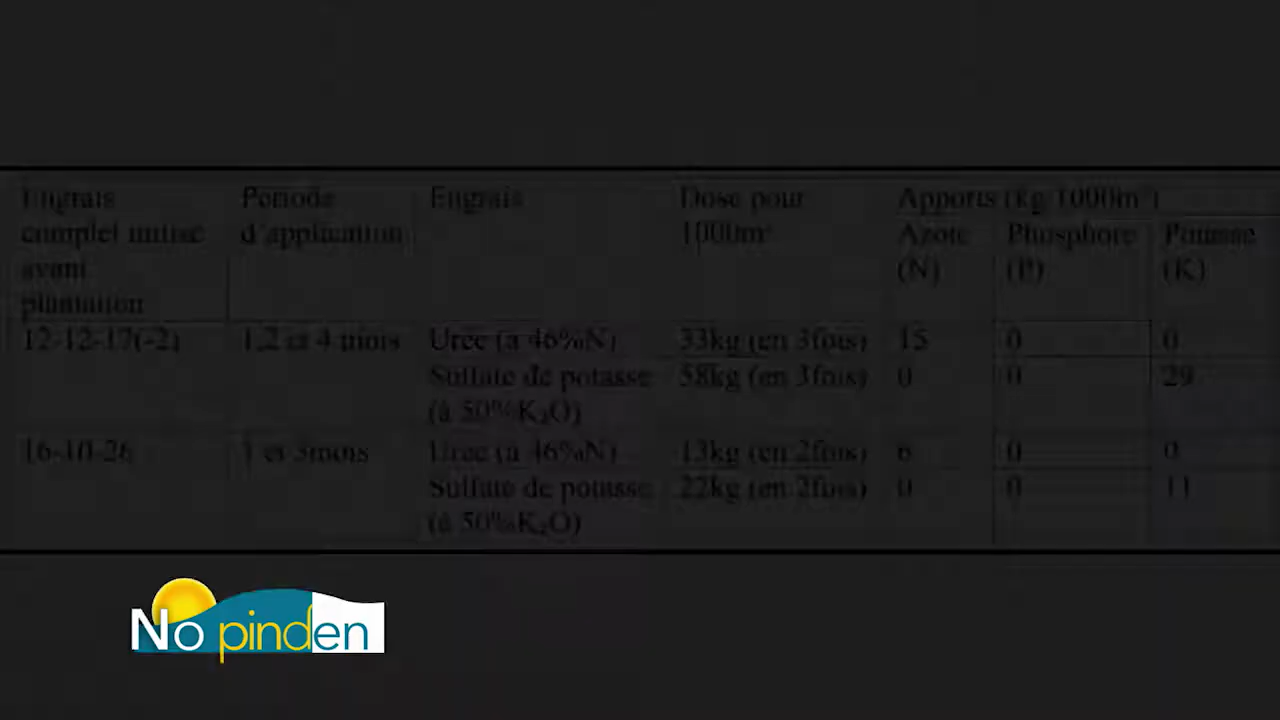 Engrais Période Engrais Dose pour Apports (kg 1000m²)
complet utilisé d'application 1000m² Azote Phosphore Potasse
avant (N) (P) (K)
plantation
12-12-17(-2) 1,2 et 4 mois Urée (à 46%N) 33kg (en 3fois) 15 0 0
Sulfate de potasse 58kg (en 3fois) 0 0 29
(à 50%K₂O)
16-10-26 1 et 3mois Urée (à 46%N) 13kg (en 2fois) 6 0 0
Sulfate de potasse 22kg (en 2fois) 0 0 11
(à 50%K₂O)
No pinden